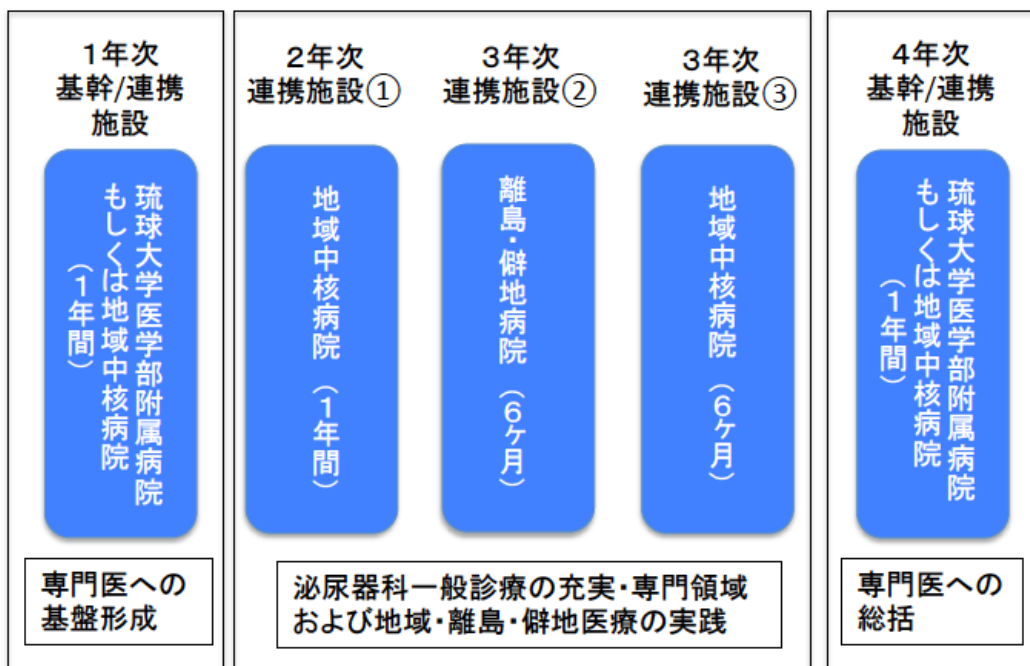 1年次
基幹/連携
施設
琉球大学医学部附属病院
もしくは地域中核病院
(1年間)
専門医への
基盤形成
2年次
連携施設①
地域中核病院 (1年間)
3年次
連携施設②
離島・僻地病院 (6ヶ月)
3年次
連携施設③
地域中核病院 (6ヶ月)
泌尿器科一般診療の充実・専門領域
および地域・離島・僻地医療の実践
4年次
基幹/連携
施設
琉球大学医学部附属病院
もしくは地域中核病院
(1年間)
専門医への
総括